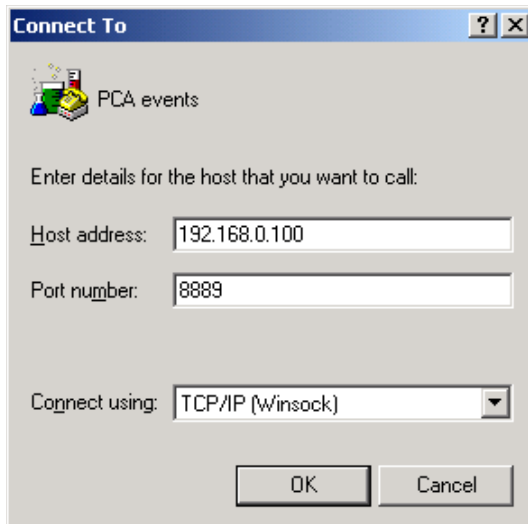 Connect To
PCA events
Enter details for the host that you want to call:
Host address: 192.168.0.100
Port number: 8889
Connect using: TCP/IP (Winsock)
OK Cancel